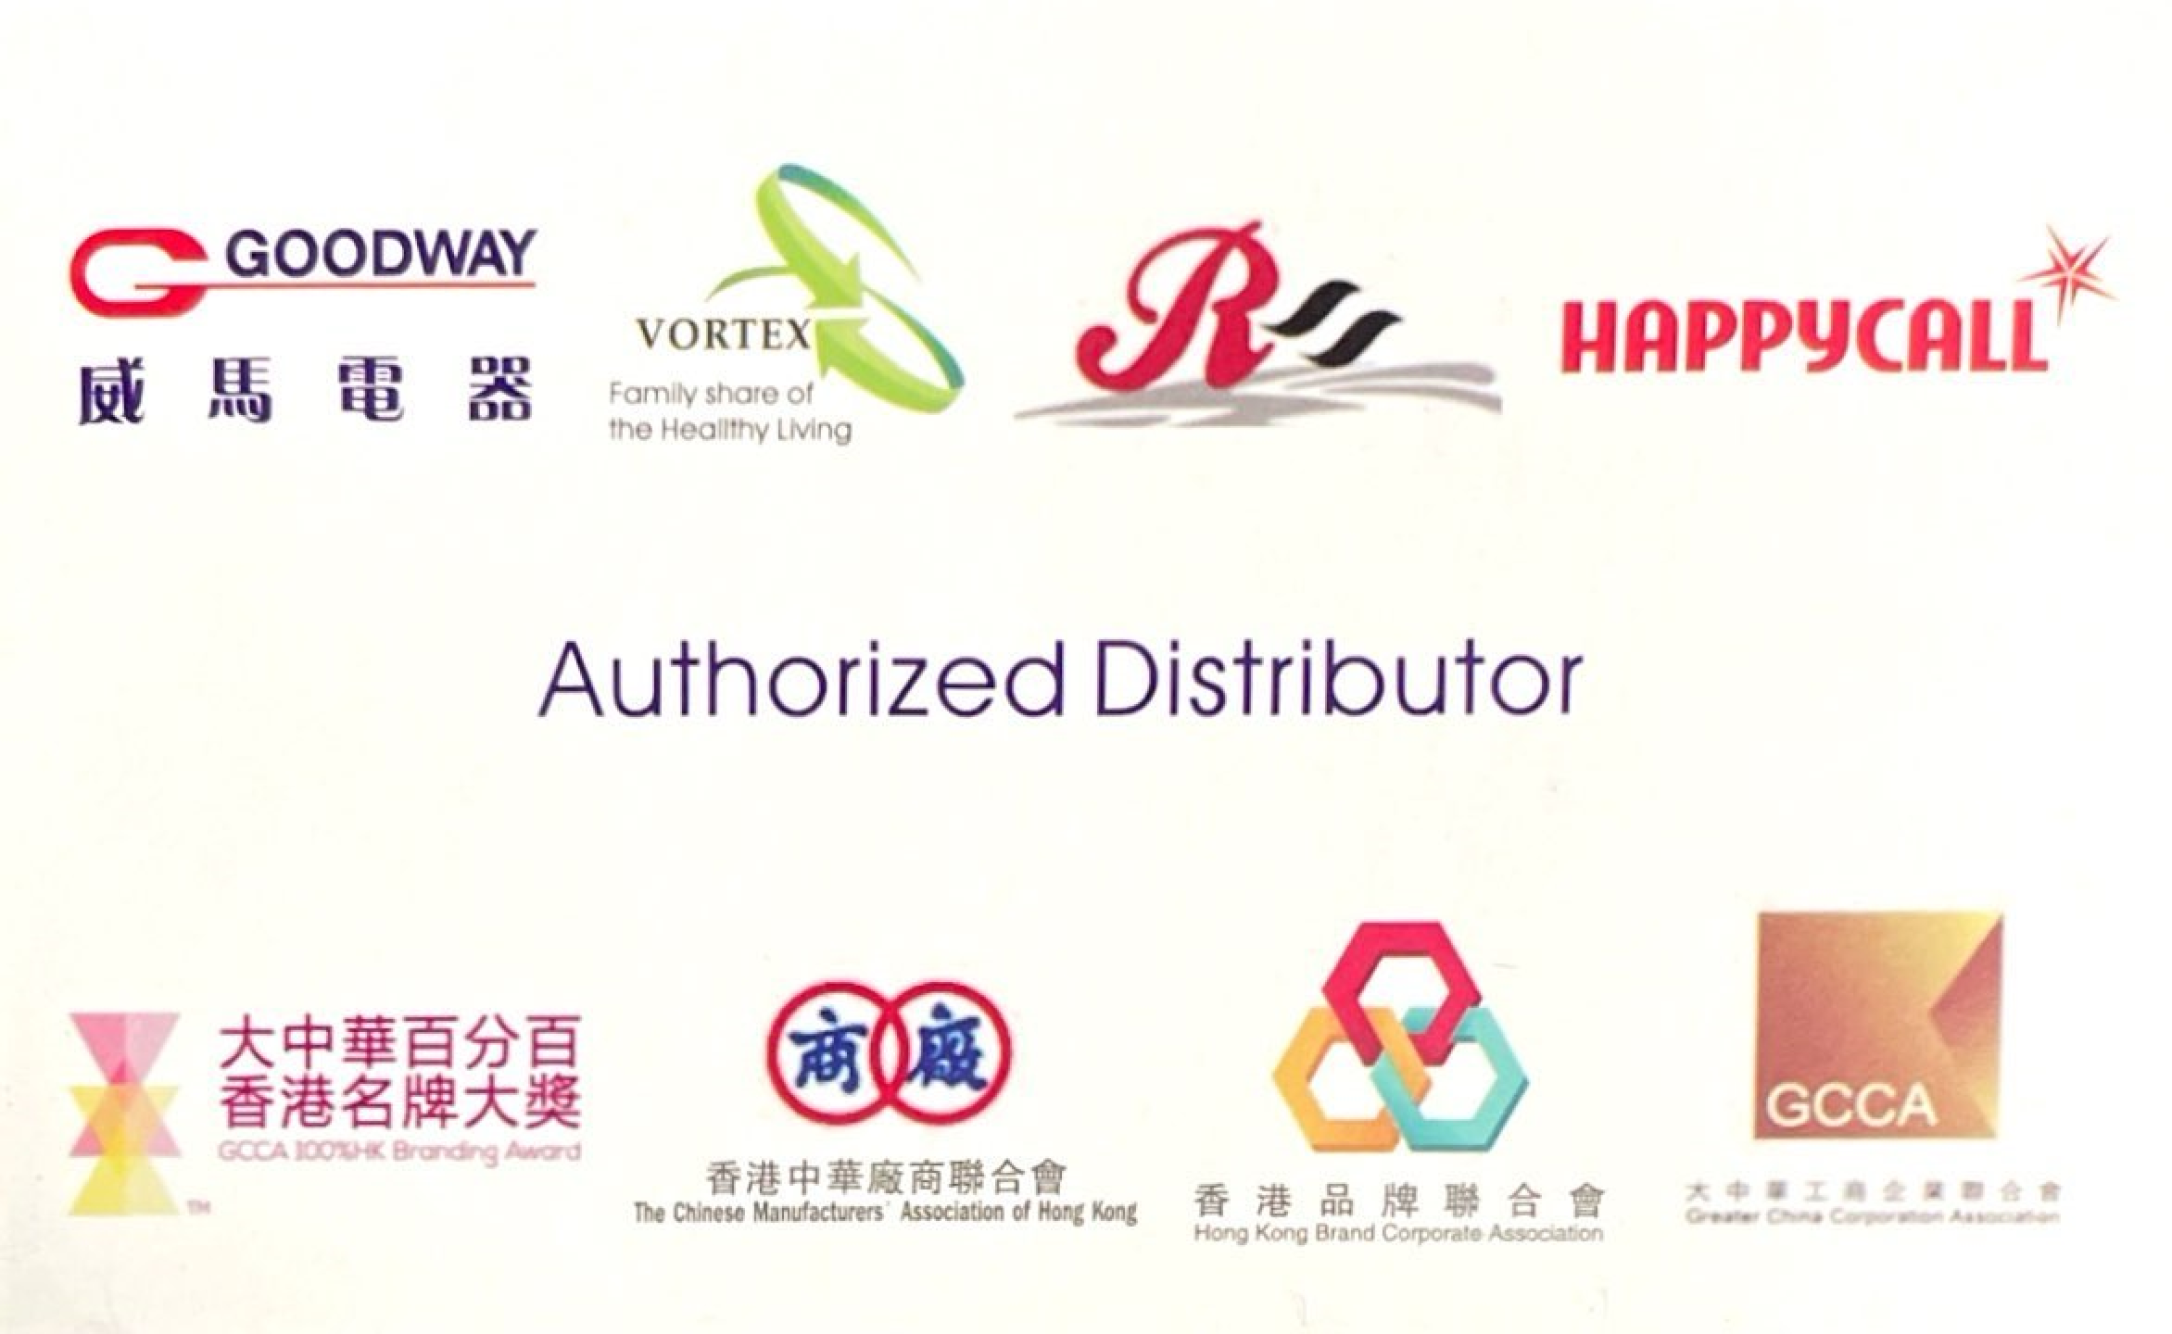 GOODWAY
威馬電器
VORTEX
Family share of
the Heallthy Living
R
HAPPYCALL
Authorized Distributor
大中華百分百
香港名牌大獎
GCCA 100%HK Branding Award
TM
商廠
香港中華廠商聯合會
The Chinese Manufacturers' Association of Hong Kong
香港品牌聯合會
Hong Kong Brand Corporate Association
GCCA
大中華工商企業聯合會
Greater China Corporation Association